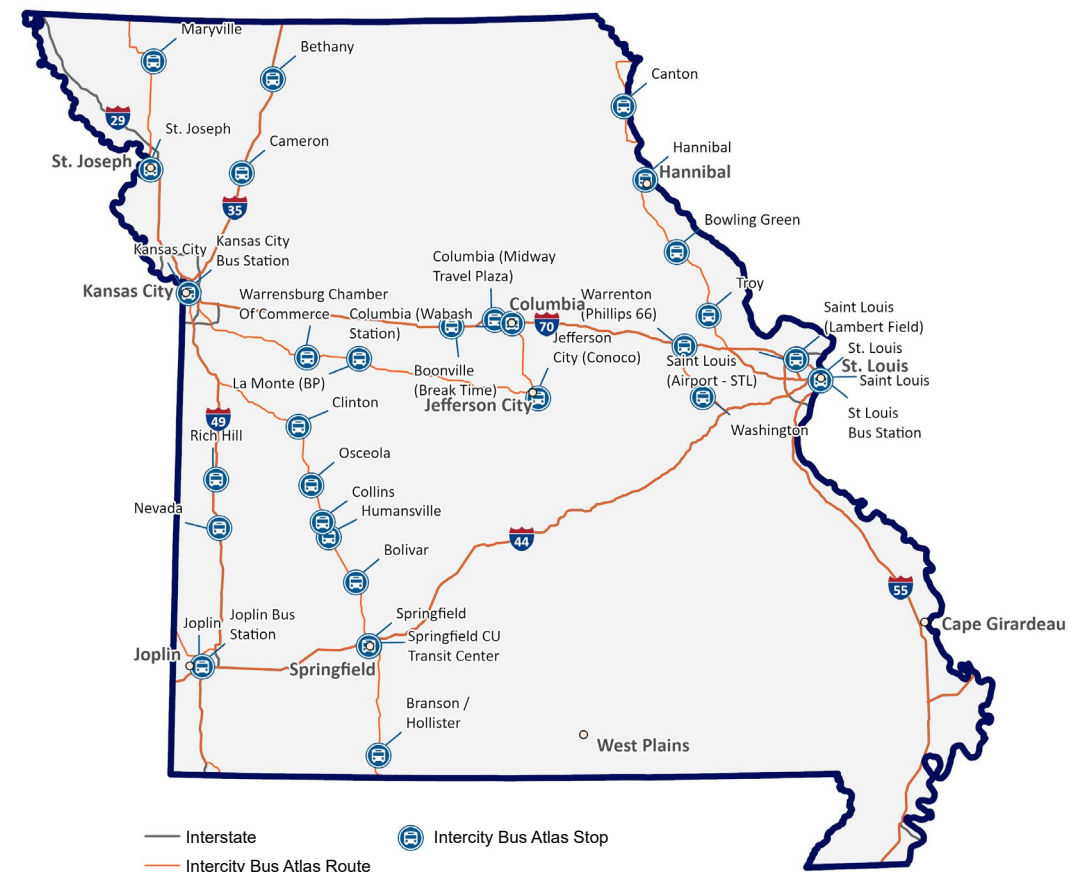 Maryville
Bethany
Canton
29
St. Joseph
St. Joseph
Cameron
Hannibal
Hannibal
35
Bowling Green
Kansas City
Kansas City
Bus Station
Kansas City
Columbia (Midway
Travel Plaza)
Troy
Warrensburg Chamber
Of Commerce
Columbia (Wabash
Station)
Columbia
70
Warrenton
(Phillips 66)
Saint Louis
(Lambert Field)
Jefferson
City (Conoco)
St. Louis
St. Louis
Saint Louis
Saint Louis
(Airport - STL)
La Monte (BP)
Boonville
(Break Time)
Jefferson City
Clinton
49
Rich Hill
Washington
St Louis
Bus Station
Osceola
Collins
Humansville
Nevada
44
Bolivar
55
Joplin
Joplin Bus
Station
Joplin
Springfield
Springfield CU
Transit Center
Springfield
Cape Girardeau
Branson /
Hollister
West Plains
Interstate
Intercity Bus Atlas Stop
Intercity Bus Atlas Route